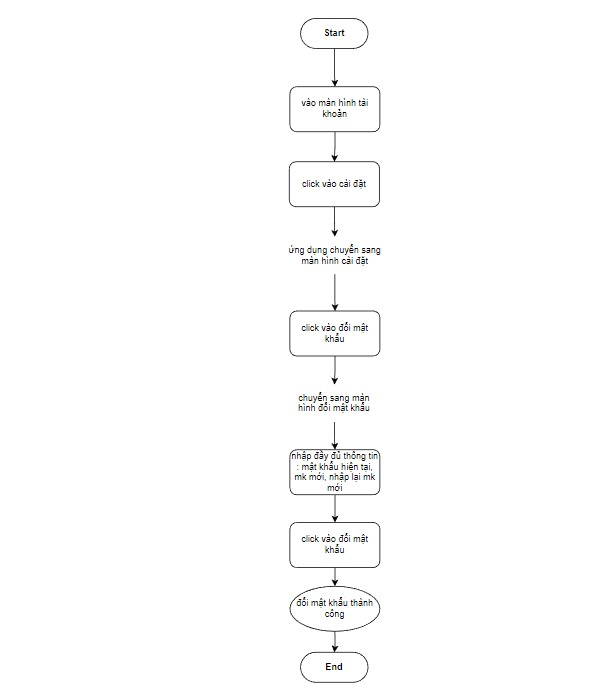 Start
vào màn hình tài
khoản
click vào cài đặt
ứng dụng chuyển sang
màn hình cài đặt
click vào đổi mật
khẩu
chuyển sang màn
hình đổi mật khẩu
nhập đầy đủ thông tin
: mật khẩu hiện tại,
mk mới, nhập lại mk
mới
click vào đổi mật
khẩu
đổi mật khẩu thành
công
End